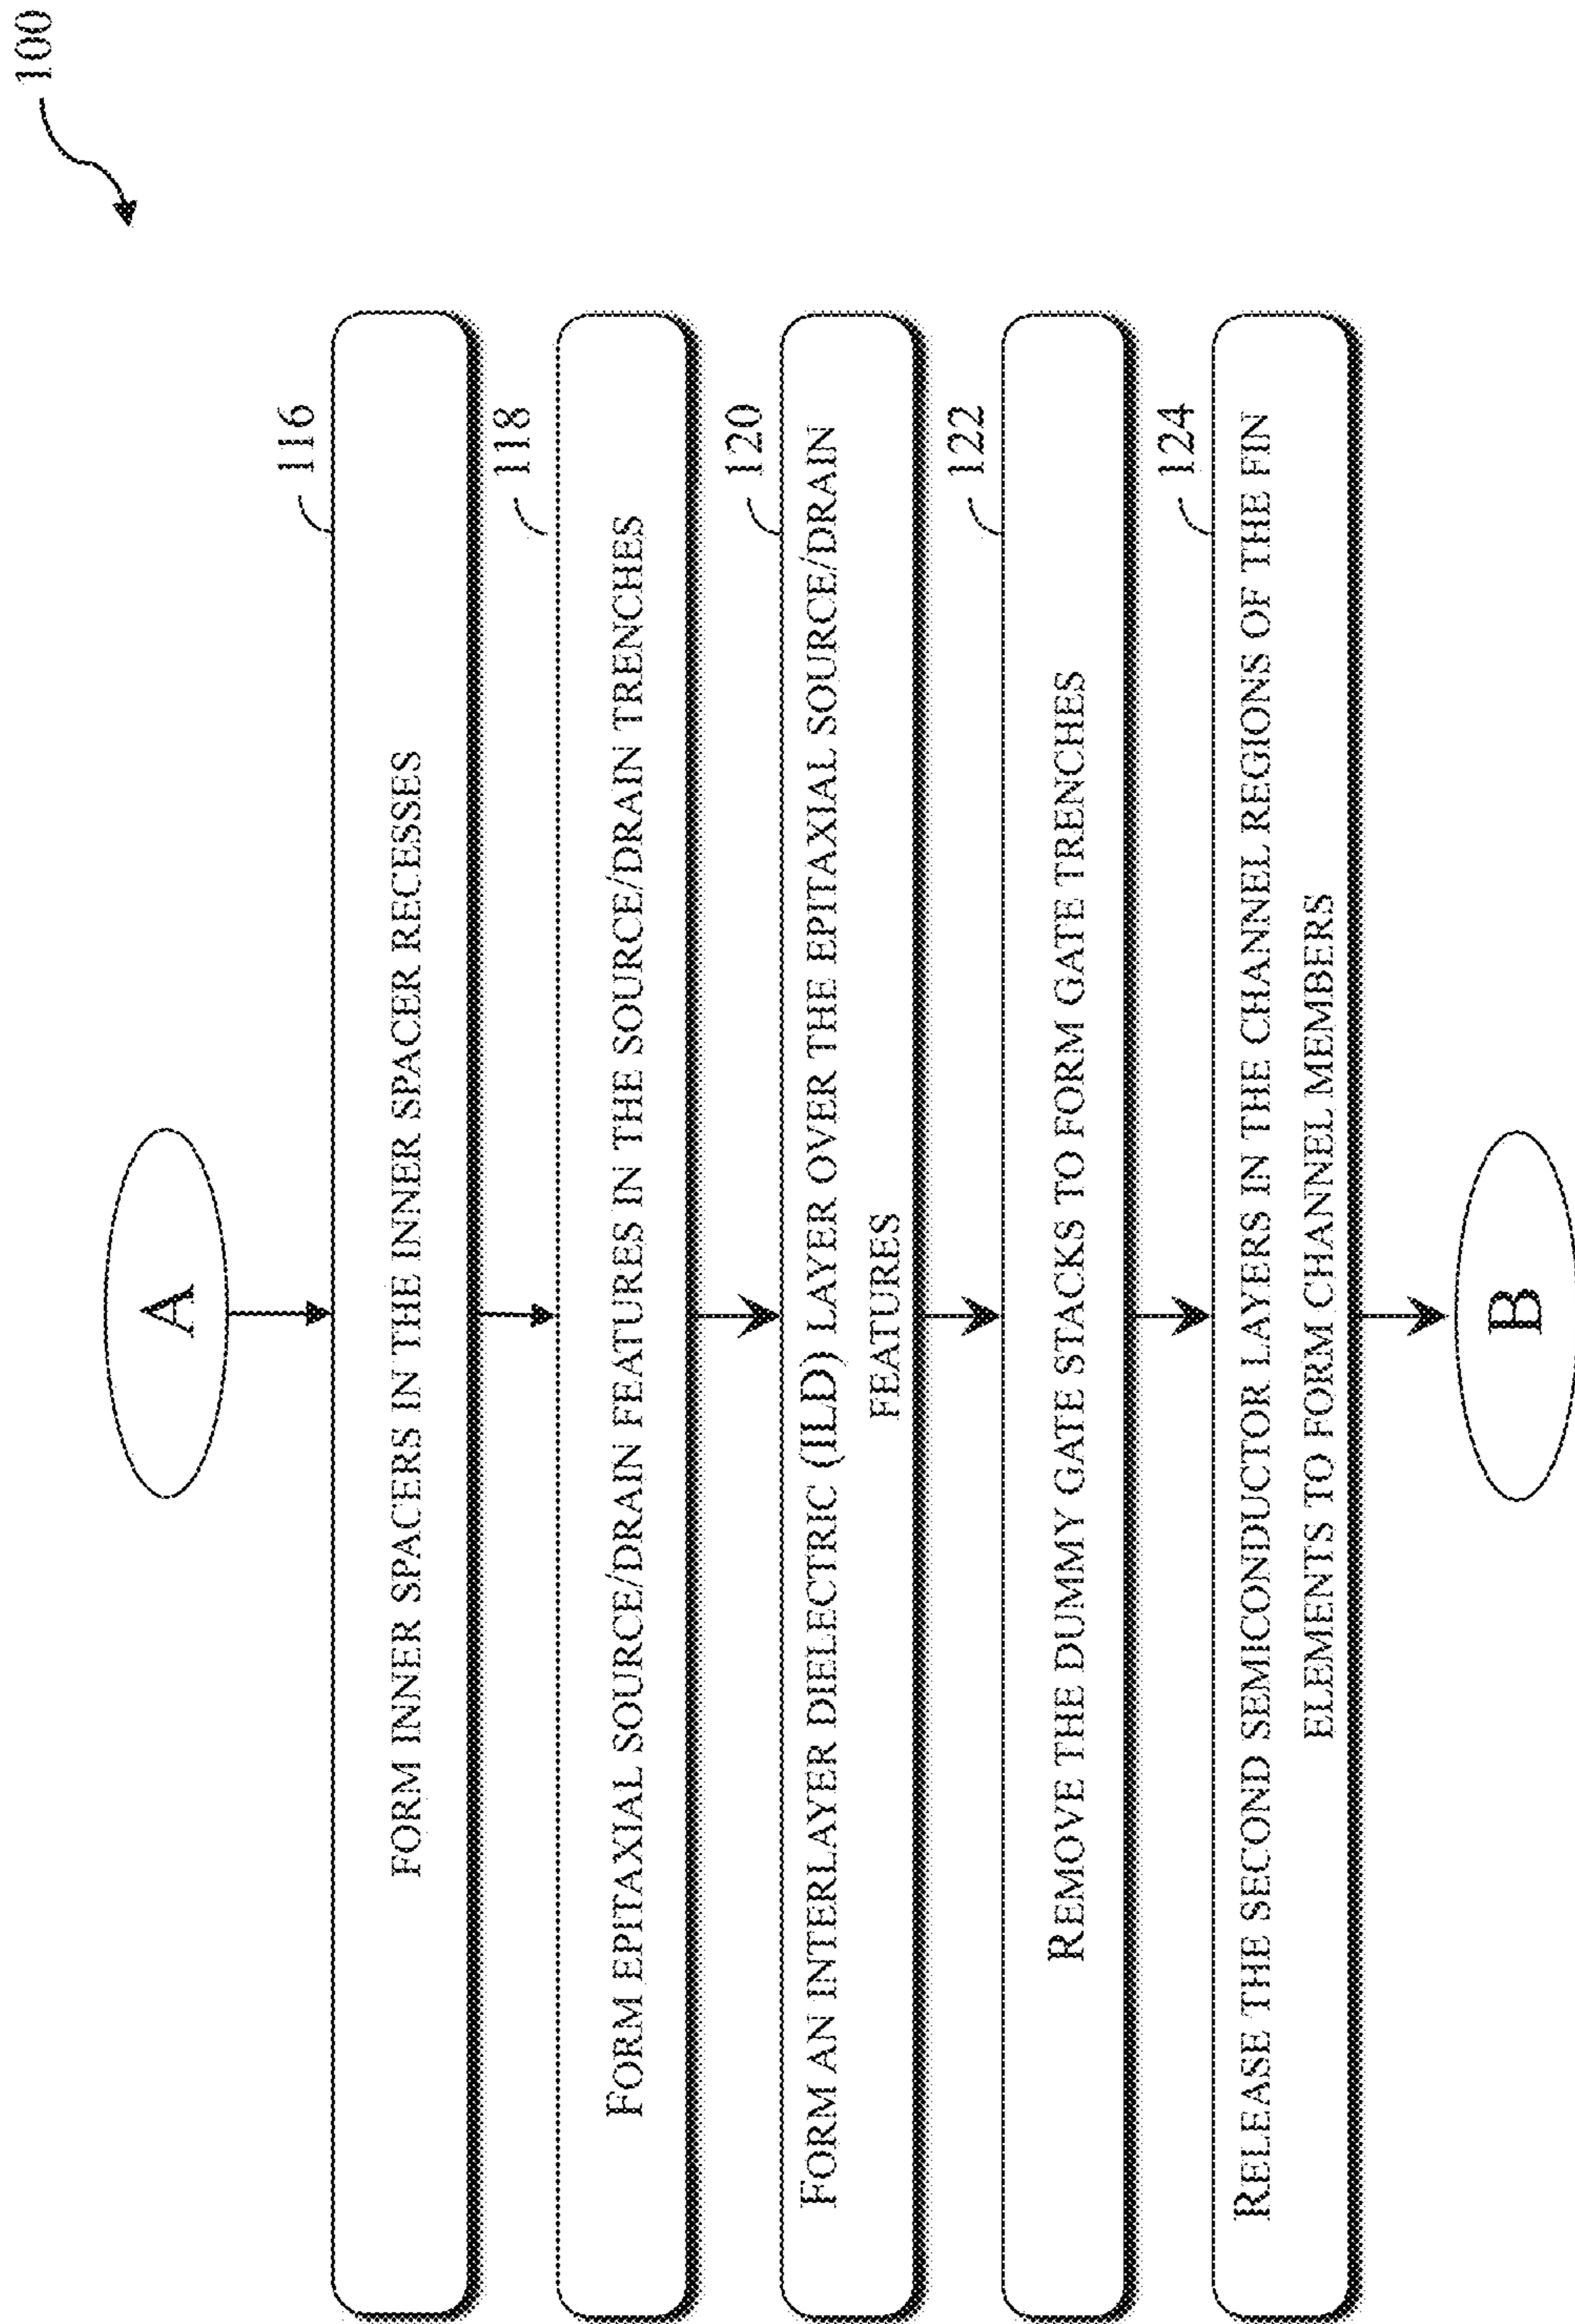 100
A
116
FORM INNER SPACERS IN THE INNER SPACER RECESSES
118
FORM EPITAXIAL SOURCE/DRAIN FEATURES IN THE SOURCE/DRAIN TRENCHES
120
FORM AN INTERLAYER DIELECTRIC (ILD) LAYER OVER THE EPITAXIAL SOURCE/DRAIN
FEATURES
122
REMOVE THE DUMMY GATE STACKS TO FORM GATE TRENCHES
124
RELEASE THE SECOND SEMICONDUCTOR LAYERS IN THE CHANNEL REGIONS OF THE FIN
ELEMENTS TO FORM CHANNEL MEMBERS
B